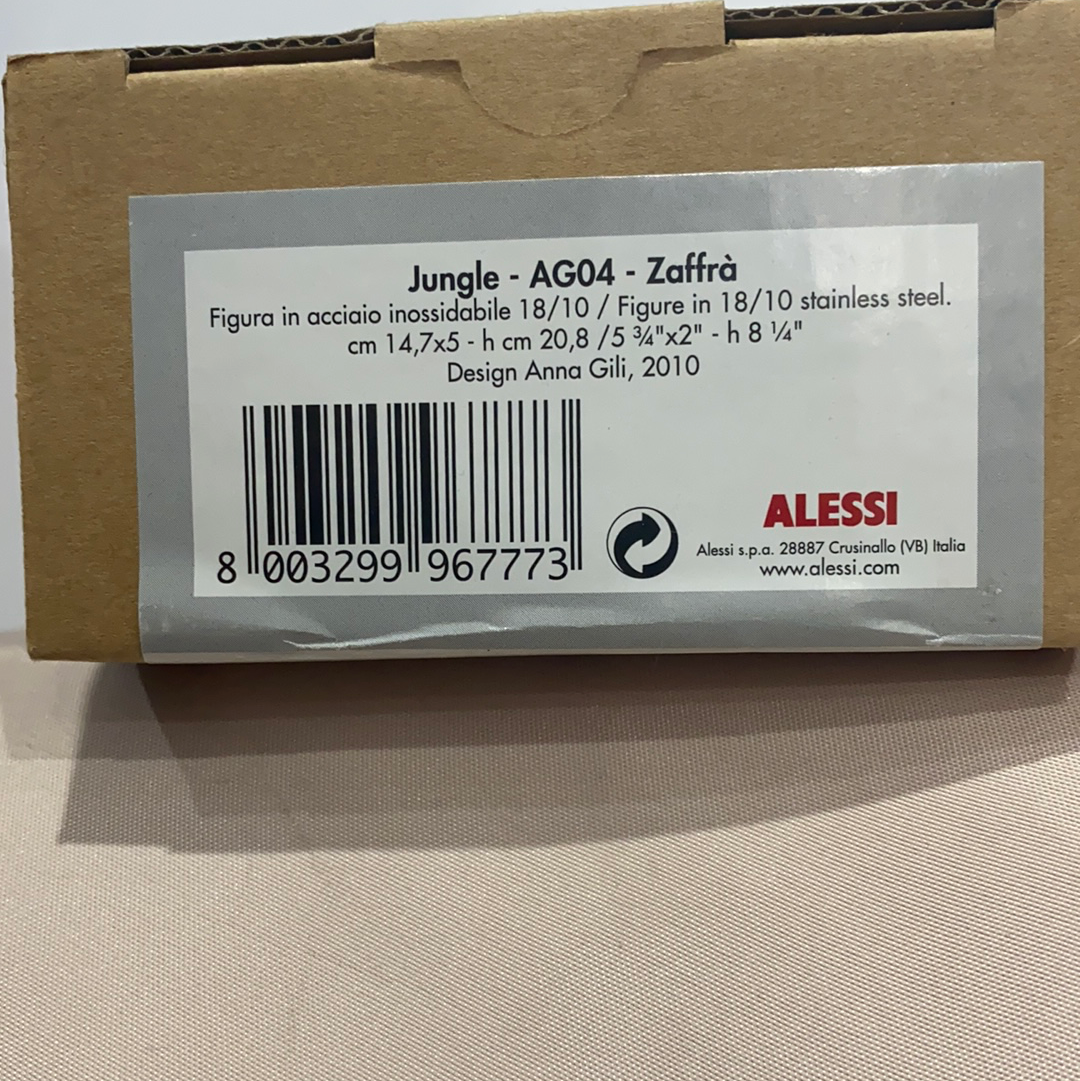 Jungle - AG04 - Zaffrà
Figura in acciaio inossidabile 18/10 / Figure in 18/10 stainless steel.
cm 14,7x5 - h cm 20,8 /5 ¾"x2" - h 8 ¼"
Design Anna Gili, 2010
8 003299 967773
ALESSI
Alessi s.p.a. 28887 Crusinallo (VB) Italia
www.alessi.com